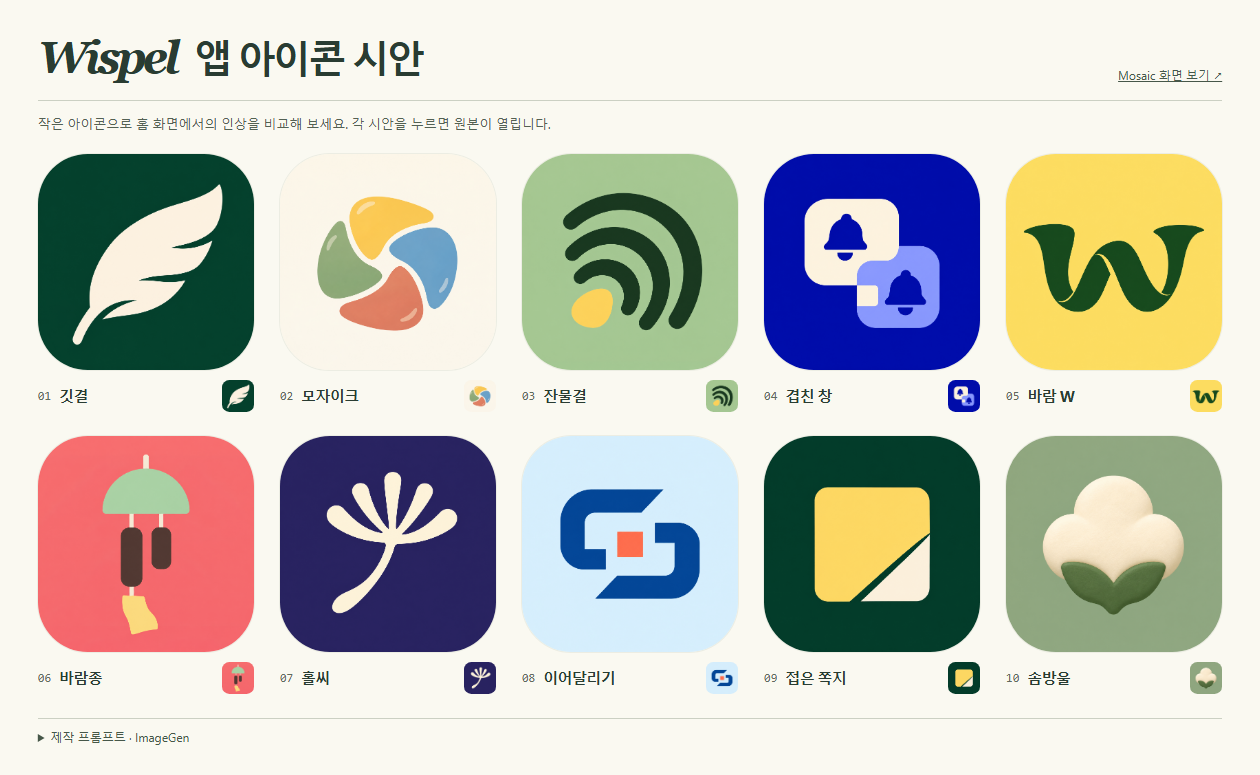 Wispel 앱 아이콘 시안
Mosaic 화면 보기 ↗
작은 아이콘으로 홈 화면에서의 인상을 비교해 보세요. 각 시안을 누르면 원본이 열립니다.
01 깃결
02 모자이크
03 잔물결
04 겹친 창
05 바람 W
06 바람종
07 홀씨
08 이어달리기
09 접은 쪽지
10 솜방울
▶ 제작 프롬프트 · ImageGen